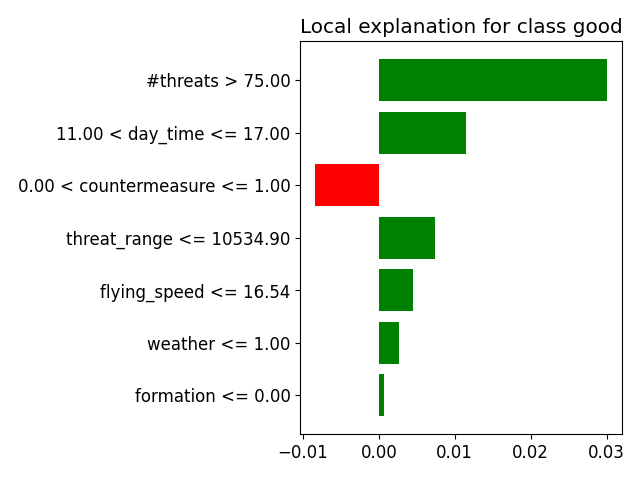 Local explanation for class good
#threats > 75.00
11.00 < day_time <= 17.00
0.00 < countermeasure <= 1.00
threat_range <= 10534.90
flying_speed <= 16.54
weather <= 1.00
formation <= 0.00
−0.01 0.00 0.01 0.02 0.03